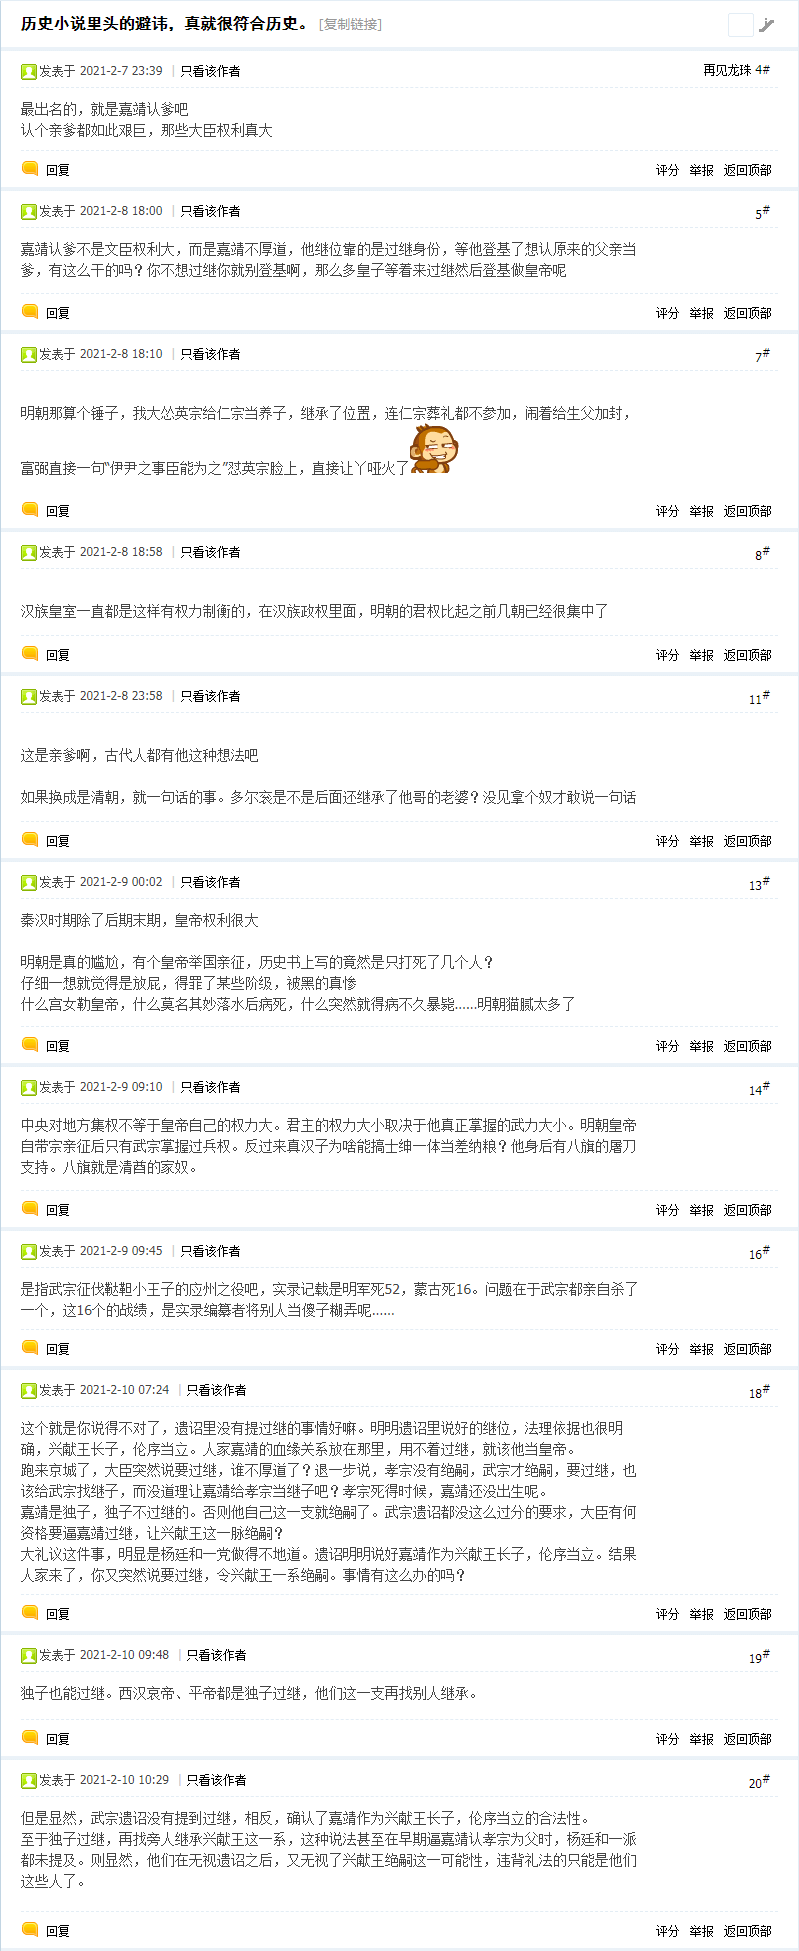 历史小说里头的避讳，真就很符合历史。 [复制链接]
发表于 2021-2-7 23:39 | 只看该作者 再见龙珠 4#
最出名的，就是嘉靖认爹吧
认个亲爹都如此艰巨，那些大臣权利真大
回复 评分 举报 返回顶部
发表于 2021-2-8 18:00 | 只看该作者 5#
嘉靖认爹不是文臣权利大，而是嘉靖不厚道，他继位靠的是过继身份，等他登基了想认原来的父亲当
爹，有这么干的吗？你不想过继你就别登基啊，那么多皇子等着来过继然后登基做皇帝呢
回复 评分 举报 返回顶部
发表于 2021-2-8 18:10 | 只看该作者 7#
明朝那算个锤子，我大怂英宗给仁宗当养子，继承了位置，连仁宗葬礼都不参加，闹着给生父加封，
富弼直接一句“伊尹之事臣能为之”怼英宗脸上，直接让丫哑火了
回复 评分 举报 返回顶部
发表于 2021-2-8 18:58 | 只看该作者 8#
汉族皇室一直都是这样有权力制衡的，在汉族政权里面，明朝的君权比起之前几朝已经很集中了
回复 评分 举报 返回顶部
发表于 2021-2-8 23:58 | 只看该作者 11#
这是亲爹啊，古代人都有他这种想法吧
如果换成是清朝，就一句话的事。多尔衮是不是后面还继承了他哥的老婆？没见拿个奴才敢说一句话
回复 评分 举报 返回顶部
发表于 2021-2-9 00:02 | 只看该作者 13#
秦汉时期除了后期末期，皇帝权利很大
明朝是真的尴尬，有个皇帝举国亲征，历史书上写的竟然是只打死了几个人？
仔细一想就觉得是放屁，得罪了某些阶级，被黑的真惨
什么宫女勒皇帝，什么莫名其妙落水后病死，什么突然就得病不久暴毙......明朝猫腻太多了
回复 评分 举报 返回顶部
发表于 2021-2-9 09:10 | 只看该作者 14#
中央对地方集权不等于皇帝自己的权力大。君主的权力大小取决于他真正掌握的武力大小。明朝皇帝
自带宗亲征后只有武宗掌握过兵权。反过来真汉子为啥能搞士绅一体当差纳粮？他身后有八旗的屠刀
支持。八旗就是清酋的家奴。
回复 评分 举报 返回顶部
发表于 2021-2-9 09:45 | 只看该作者 16#
是指武宗征伐鞑靼小王子的应州之役吧，实录记载是明军死52，蒙古死16。问题在于武宗都亲自杀了
一个，这16个的战绩，是实录编纂者将别人当傻子糊弄呢......
回复 评分 举报 返回顶部
发表于 2021-2-10 07:24 | 只看该作者 18#
这个就是你说得不对了，遗诏里没有提过继的事情好嘛。明明遗诏里说好的继位，法理依据也很明
确，兴献王长子，伦序当立。人家嘉靖的血缘关系放在那里，用不着过继，就该他当皇帝。
跑来京城了，大臣突然说要过继，谁不厚道了？退一步说，孝宗没有绝嗣，武宗才绝嗣，要过继，也
该给武宗找继子，而没道理让嘉靖给孝宗当继子吧？孝宗死得时候，嘉靖还没出生呢。
嘉靖是独子，独子不过继的。否则他自己这一支就绝嗣了。武宗遗诏都没这么过分的要求，大臣有何
资格要逼嘉靖过继，让兴献王这一脉绝嗣？
大礼议这件事，明显是杨廷和一党做得不地道。遗诏明明说好嘉靖作为兴献王长子，伦序当立。结果
人家来了，你又突然说要过继，令兴献王一系绝嗣。事情有这么办的吗？
回复 评分 举报 返回顶部
发表于 2021-2-10 09:48 | 只看该作者 19#
独子也能过继。西汉哀帝、平帝都是独子过继，他们这一支再找别人继承。
回复 评分 举报 返回顶部
发表于 2021-2-10 10:29 | 只看该作者 20#
但是显然，武宗遗诏没有提到过继，相反，确认了嘉靖作为兴献王长子，伦序当立的合法性。
至于独子过继，再找旁人继承兴献王这一系，这种说法甚至在早期逼嘉靖认孝宗为父时，杨廷和一派
都未提及。则显然，他们在无视遗诏之后，又无视了兴献王绝嗣这一可能性，违背礼法的只能是他们
这些人了。
回复 评分 举报 返回顶部